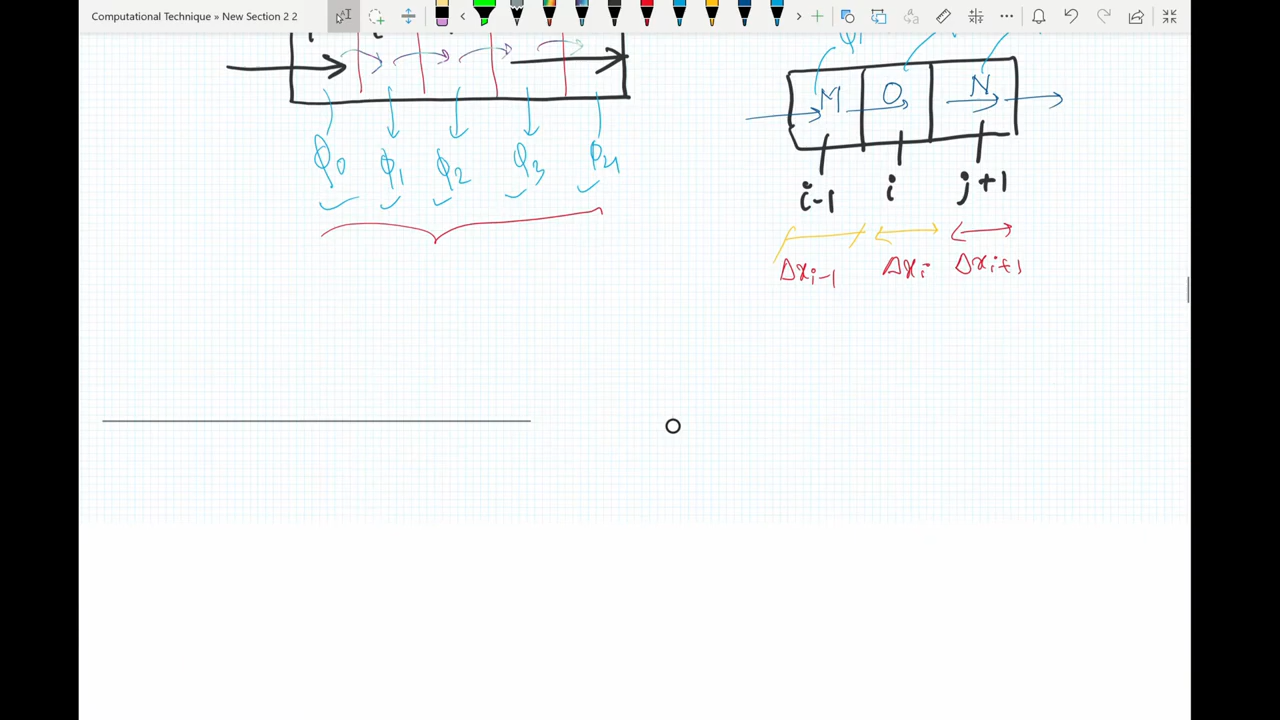 Computational Technique » New Section 2 2
M O N
φ0 φ1 φ2 φ3 φ4
i-1 i j+1
Δxi-1 Δxi Δxi+1